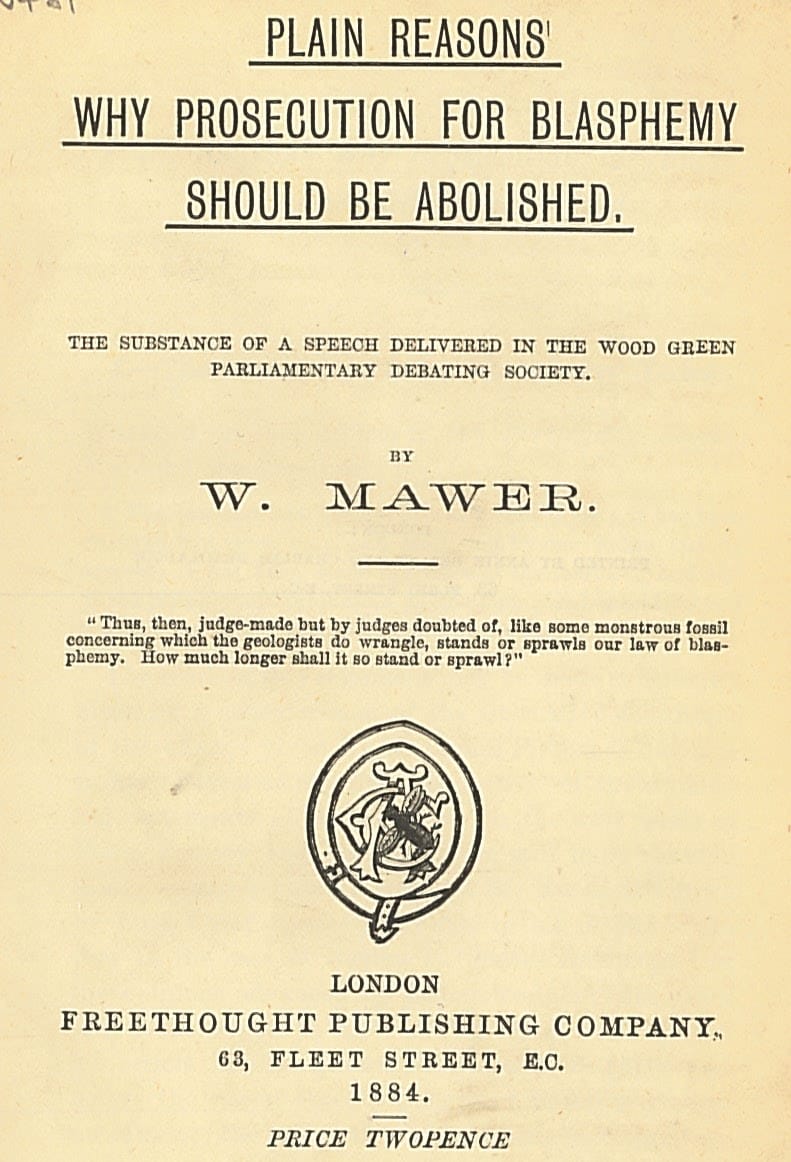 PLAIN REASONS
WHY PROSECUTION FOR BLASPHEMY
SHOULD BE ABOLISHED.
THE SUBSTANCE OF A SPEECH DELIVERED IN THE WOOD GREEN
PARLIAMENTARY DEBATING SOCIETY.
BY
W. MAWER.
"Thus, then, judge-made but by judges doubted of, like some monstrous fossil
concerning which the geologists do wrangle, stands or sprawls our law of blas-
phemy. How much longer shall it so stand or sprawl?"
LONDON
FREETHOUGHT PUBLISHING COMPANY,
63, FLEET STREET, E.C.
1884.
PRICE TWOPENCE